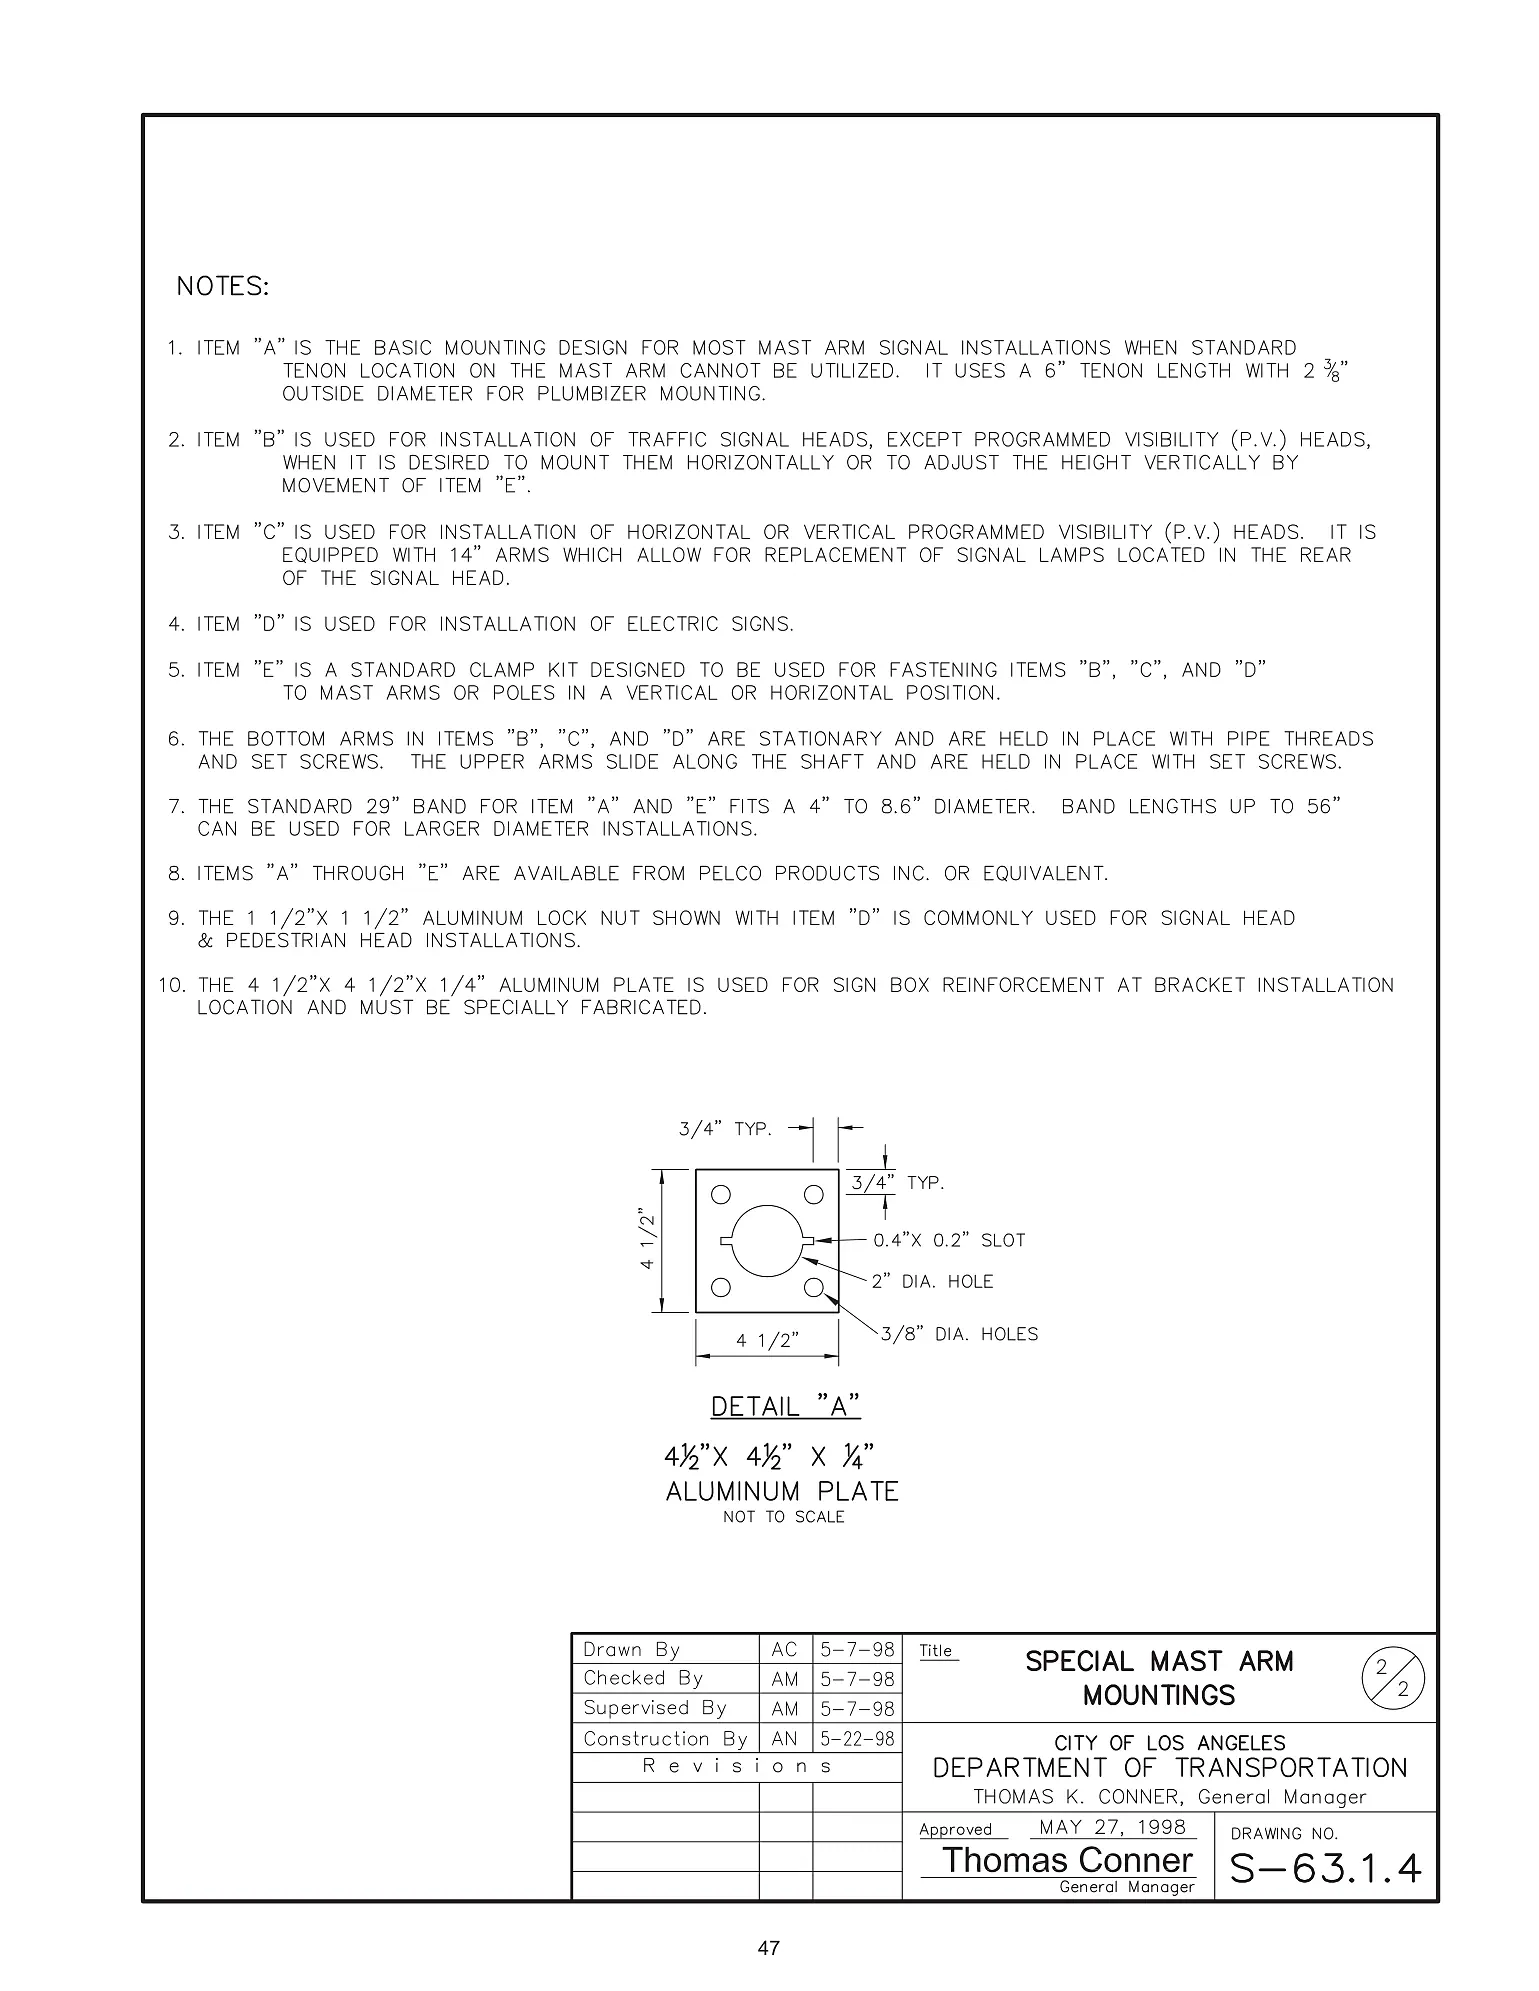 NOTES:
1. ITEM "A" IS THE BASIC MOUNTING DESIGN FOR MOST MAST ARM SIGNAL INSTALLATIONS WHEN STANDARD
TENON LOCATION ON THE MAST ARM CANNOT BE UTILIZED. IT USES A 6" TENON LENGTH WITH 2 3/8"
OUTSIDE DIAMETER FOR PLUMBIZER MOUNTING.
2. ITEM "B" IS USED FOR INSTALLATION OF TRAFFIC SIGNAL HEADS, EXCEPT PROGRAMMED VISIBILITY (P.V.) HEADS,
WHEN IT IS DESIRED TO MOUNT THEM HORIZONTALLY OR TO ADJUST THE HEIGHT VERTICALLY BY
MOVEMENT OF ITEM "E".
3. ITEM "C" IS USED FOR INSTALLATION OF HORIZONTAL OR VERTICAL PROGRAMMED VISIBILITY (P.V.) HEADS. IT IS
EQUIPPED WITH 14" ARMS WHICH ALLOW FOR REPLACEMENT OF SIGNAL LAMPS LOCATED IN THE REAR
OF THE SIGNAL HEAD.
4. ITEM "D" IS USED FOR INSTALLATION OF ELECTRIC SIGNS.
5. ITEM "E" IS A STANDARD CLAMP KIT DESIGNED TO BE USED FOR FASTENING ITEMS "B", "C", AND "D"
TO MAST ARMS OR POLES IN A VERTICAL OR HORIZONTAL POSITION.
6. THE BOTTOM ARMS IN ITEMS "B", "C", AND "D" ARE STATIONARY AND ARE HELD IN PLACE WITH PIPE THREADS
AND SET SCREWS. THE UPPER ARMS SLIDE ALONG THE SHAFT AND ARE HELD IN PLACE WITH SET SCREWS.
7. THE STANDARD 29" BAND FOR ITEM "A" AND "E" FITS A 4" TO 8.6" DIAMETER. BAND LENGTHS UP TO 56"
CAN BE USED FOR LARGER DIAMETER INSTALLATIONS.
8. ITEMS "A" THROUGH "E" ARE AVAILABLE FROM PELCO PRODUCTS INC. OR EQUIVALENT.
9. THE 1 1/2"X 1 1/2" ALUMINUM LOCK NUT SHOWN WITH ITEM "D" IS COMMONLY USED FOR SIGNAL HEAD
& PEDESTRIAN HEAD INSTALLATIONS.
10. THE 4 1/2"X 4 1/2"X 1/4" ALUMINUM PLATE IS USED FOR SIGN BOX REINFORCEMENT AT BRACKET INSTALLATION
LOCATION AND MUST BE SPECIALLY FABRICATED.
3/4" TYP.
3/4" TYP.
4 1/2"
0.4"X 0.2" SLOT
2" DIA. HOLE
3/8" DIA. HOLES
4 1/2"
DETAIL "A"
4½"X 4½" X ¼"
ALUMINUM PLATE
NOT TO SCALE
Drawn By AC 5-7-98
Checked By AM 5-7-98
Supervised By AM 5-7-98
Construction By AN 5-22-98
Revisions
Title
SPECIAL MAST ARM
MOUNTINGS
2/2
CITY OF LOS ANGELES
DEPARTMENT OF TRANSPORTATION
THOMAS K. CONNER, General Manager
Approved MAY 27, 1998
Thomas Conner
General Manager
DRAWING NO.
S-63.1.4
47